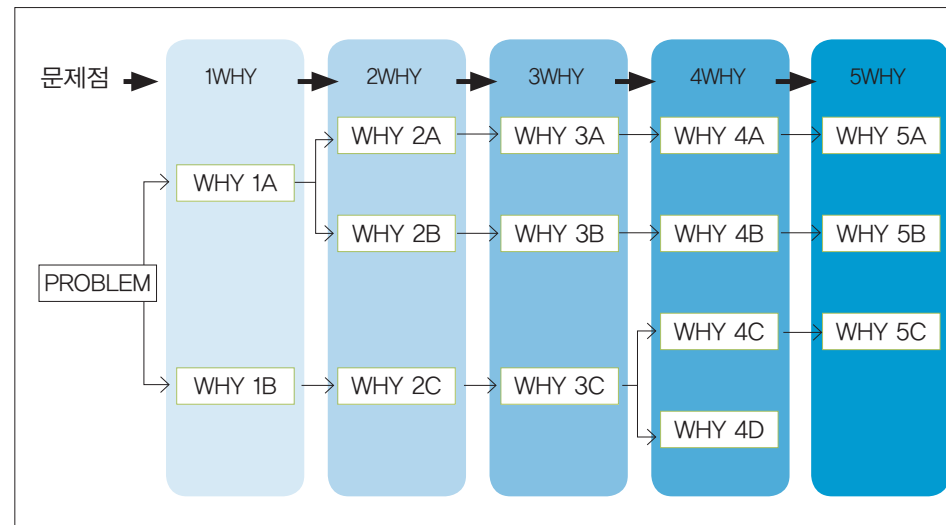 문제점 1WHY 2WHY 3WHY 4WHY 5WHY
WHY 2A WHY 3A WHY 4A WHY 5A
WHY 1A
WHY 2B WHY 3B WHY 4B WHY 5B
PROBLEM
WHY 4C WHY 5C
WHY 1B WHY 2C WHY 3C
WHY 4D